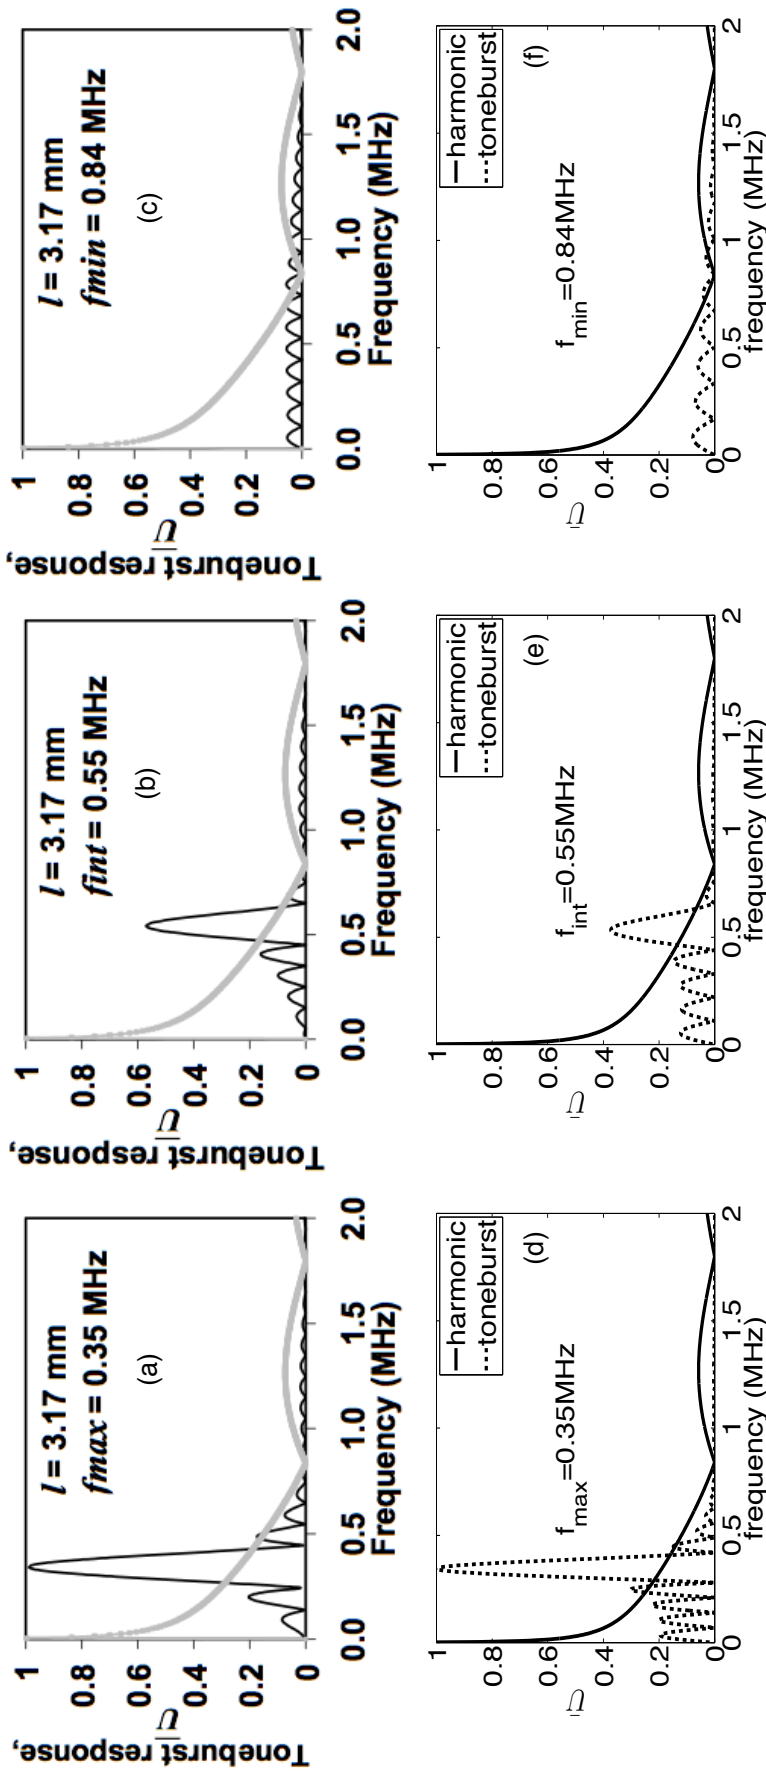 Toneburst response, U
1
0.8
0.6
0.4
0.2
0
l = 3.17 mm
fmax = 0.35 MHz
(a)
0.0 0.5 1.0 1.5 2.0
Frequency (MHz)
Toneburst response, U
1
0.8
0.6
0.4
0.2
0
l = 3.17 mm
fint = 0.55 MHz
(b)
0.0 0.5 1.0 1.5 2.0
Frequency (MHz)
Toneburst response, U
1
0.8
0.6
0.4
0.2
0
l = 3.17 mm
fmin = 0.84 MHz
(c)
0.0 0.5 1.0 1.5 2.0
Frequency (MHz)
Ū
1
0.8
0.6
0.4
0.2
0
harmonic
toneburst
(d)
fmax=0.35MHz
0 0.5 1 1.5 2
frequency (MHz)
Ū
1
0.8
0.6
0.4
0.2
0
harmonic
toneburst
(e)
fint=0.55MHz
0 0.5 1 1.5 2
frequency (MHz)
Ū
1
0.8
0.6
0.4
0.2
0
harmonic
toneburst
(f)
fmin=0.84MHz
0 0.5 1 1.5 2
frequency (MHz)